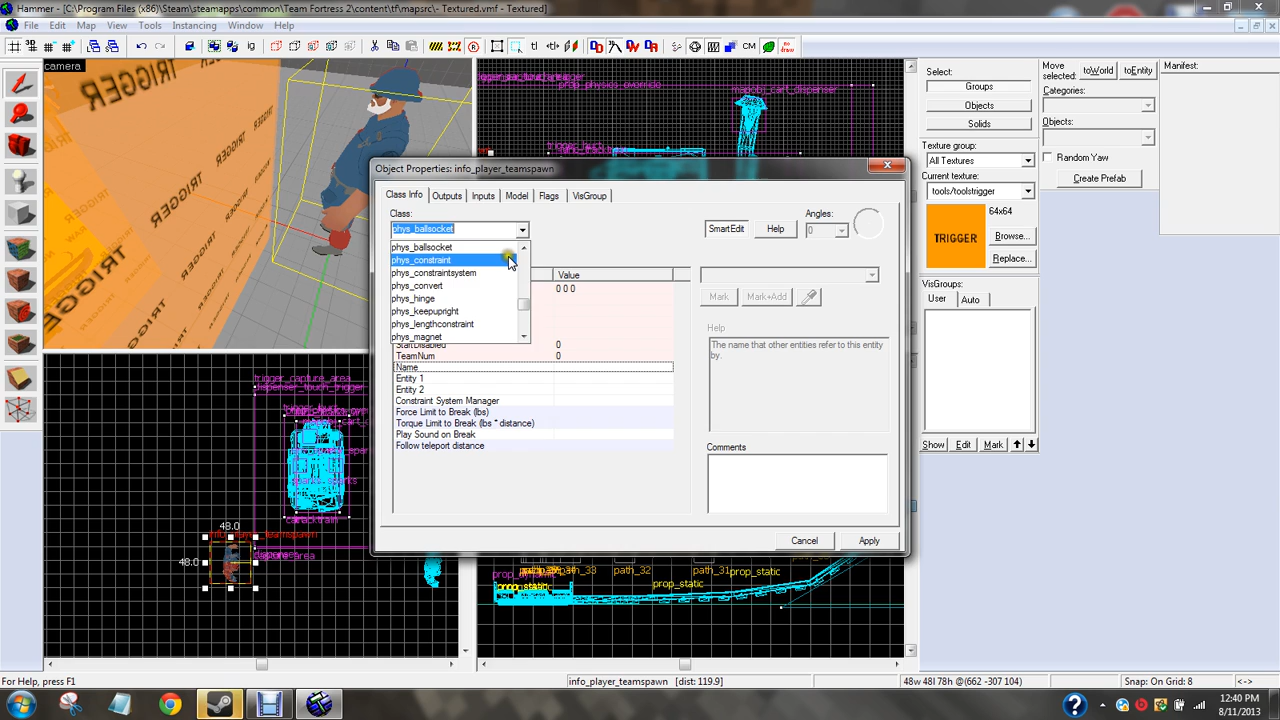 Hammer - [C:\Program Files (x86)\Steam\steamapps\common\Team Fortress 2\content\tf\mapsrc\- Textured.vmf - Textured]
File Edit Map View Tools Instancing Window Help
camera
TRIGGER
TRIGGER
TRIGGER
prop_physics_override
mapobj_cart_dispenser
Object Properties: info_player_teamspawn
Class Info Outputs Inputs Model Flags VisGroup
Class:
phys_ballsocket
SmartEdit
Help
Angles:
0
phys_ballsocket
phys_constraint
phys_constraintsystem
phys_convert
phys_hinge
phys_keepupright
phys_lengthconstraint
phys_magnet
Value
0 0 0
StartDisabled 0
TeamNum 0
Name
Entity 1
Entity 2
Constraint System Manager
Force Limit to Break (lbs)
Torque Limit to Break (lbs * distance)
Play Sound on Break
Follow teleport distance
Mark
Mark+Add
Help
The name that other entities refer to this entity
by.
Comments
Cancel
Apply
Select:
Groups
Objects
Solids
Texture group:
All Textures
Current texture:
tools/toolstrigger
TRIGGER
64x64
Browse...
Replace...
VisGroups:
User Auto
Show Edit Mark
Move
selected:
toWorld
toEntity
Categories:
Objects:
Random Yaw
Create Prefab
Manifest:
trigger_capture_area
dispenser_touch_trigger
48.0
48.0
path_33
path_32
path_31
prop_static
prop_static
prop_dynamic
prop_static
For Help, press F1
info_player_teamspawn [dist: 119.9]
48w 48l 78h @(662 -307 104)
Snap: On Grid: 8
<->
12:40 PM
8/11/2013